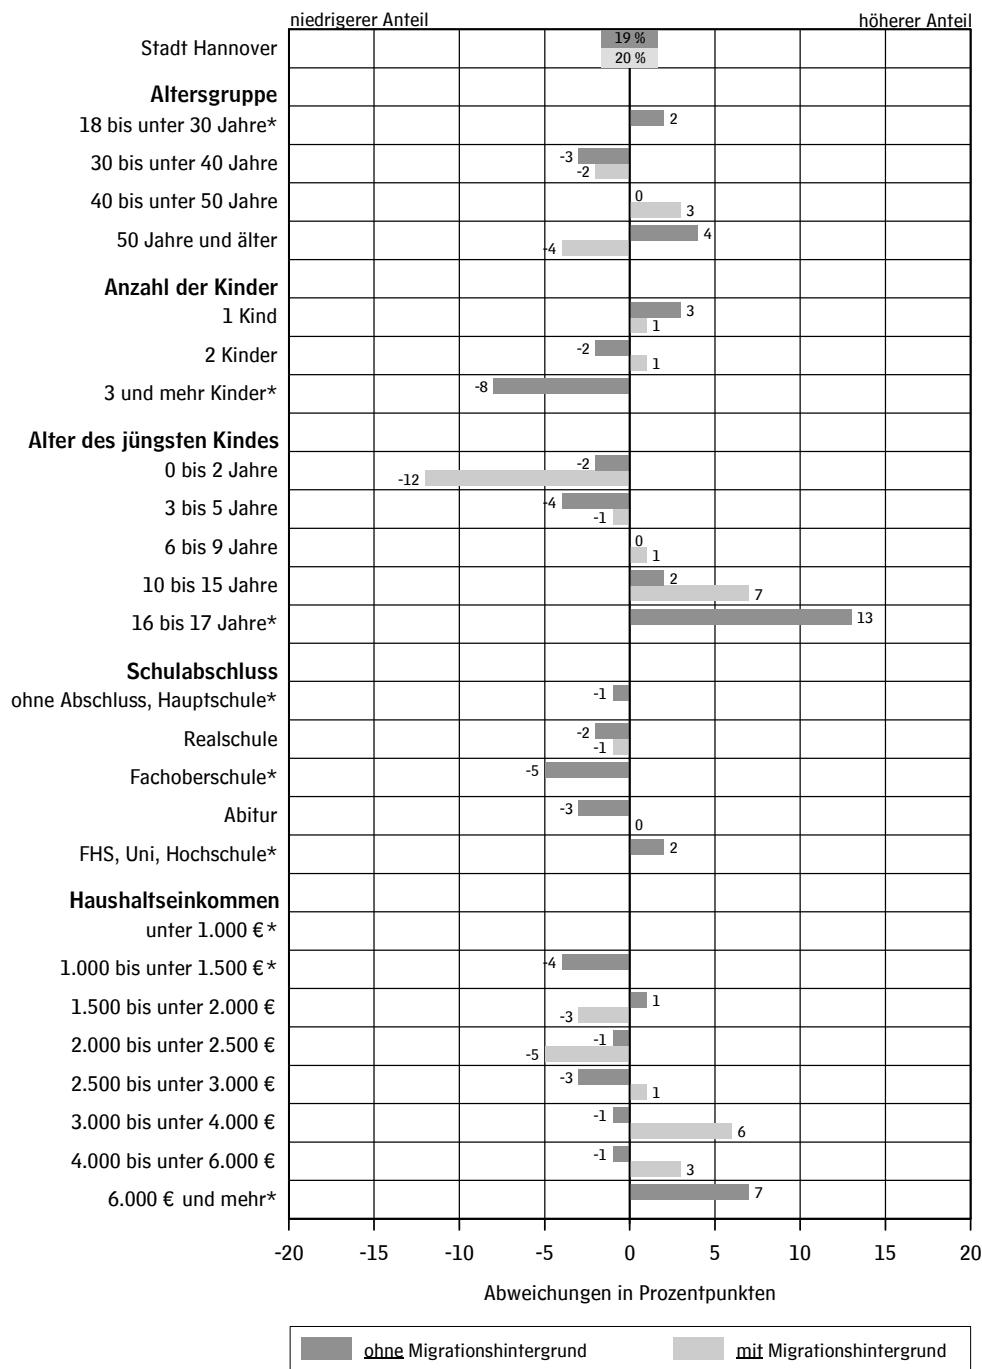 niedrigerer Anteil höherer Anteil
Stadt Hannover 19 %
20 %
Altersgruppe
18 bis unter 30 Jahre* 2
30 bis unter 40 Jahre -3
-2
40 bis unter 50 Jahre 0
3
50 Jahre und älter 4
-4
Anzahl der Kinder
1 Kind 3
1
2 Kinder -2
1
3 und mehr Kinder* -8
Alter des jüngsten Kindes
0 bis 2 Jahre -2
-12
3 bis 5 Jahre -4
-1
6 bis 9 Jahre 0
1
10 bis 15 Jahre 2
7
16 bis 17 Jahre* 13
Schulabschluss
ohne Abschluss, Hauptschule* -1
Realschule -2
-1
Fachoberschule* -5
Abitur -3
0
FHS, Uni, Hochschule* 2
Haushaltseinkommen
unter 1.000 €*
1.000 bis unter 1.500 €* -4
1.500 bis unter 2.000 € 1
-3
2.000 bis unter 2.500 € -1
-5
2.500 bis unter 3.000 € -3
1
3.000 bis unter 4.000 € -1
6
4.000 bis unter 6.000 € -1
3
6.000 € und mehr* 7
-20 -15 -10 -5 0 5 10 15 20
Abweichungen in Prozentpunkten
ohne Migrationshintergrund mit Migrationshintergrund